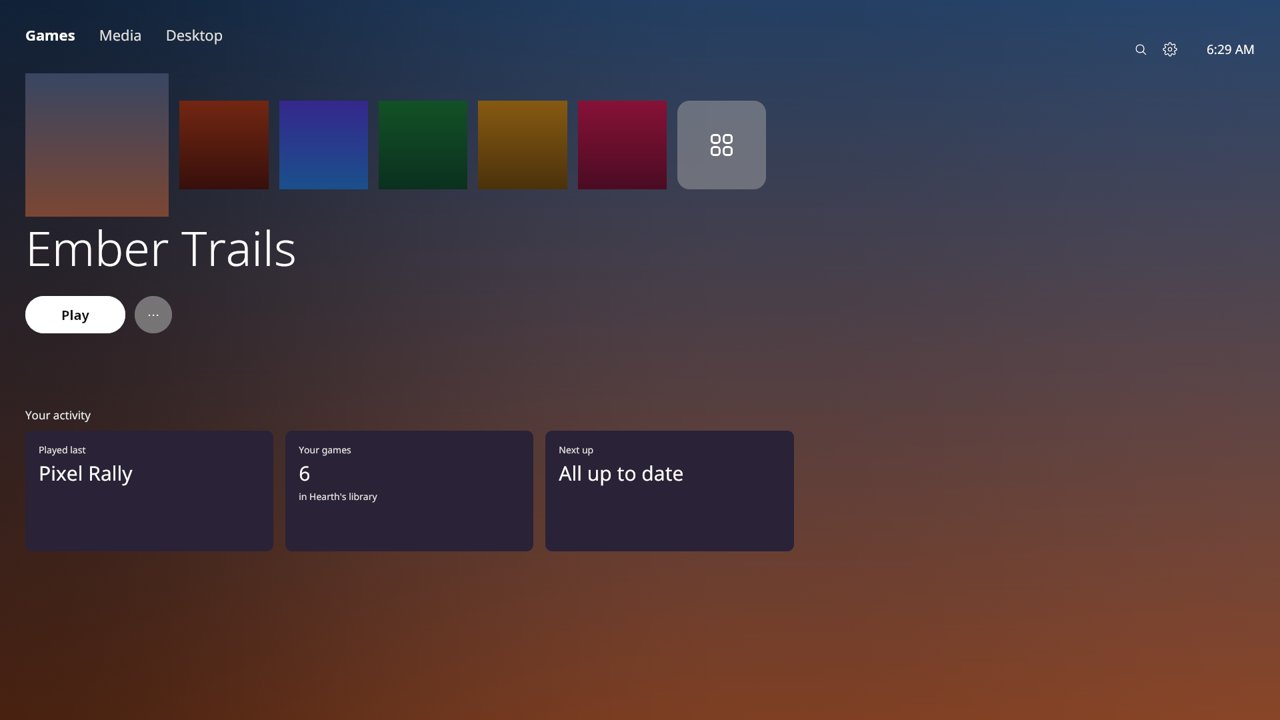 Games Media Desktop
6:29 AM
Ember Trails
Play ...
Your activity
Played last
Pixel Rally
Your games
6
in Hearth's library
Next up
All up to date